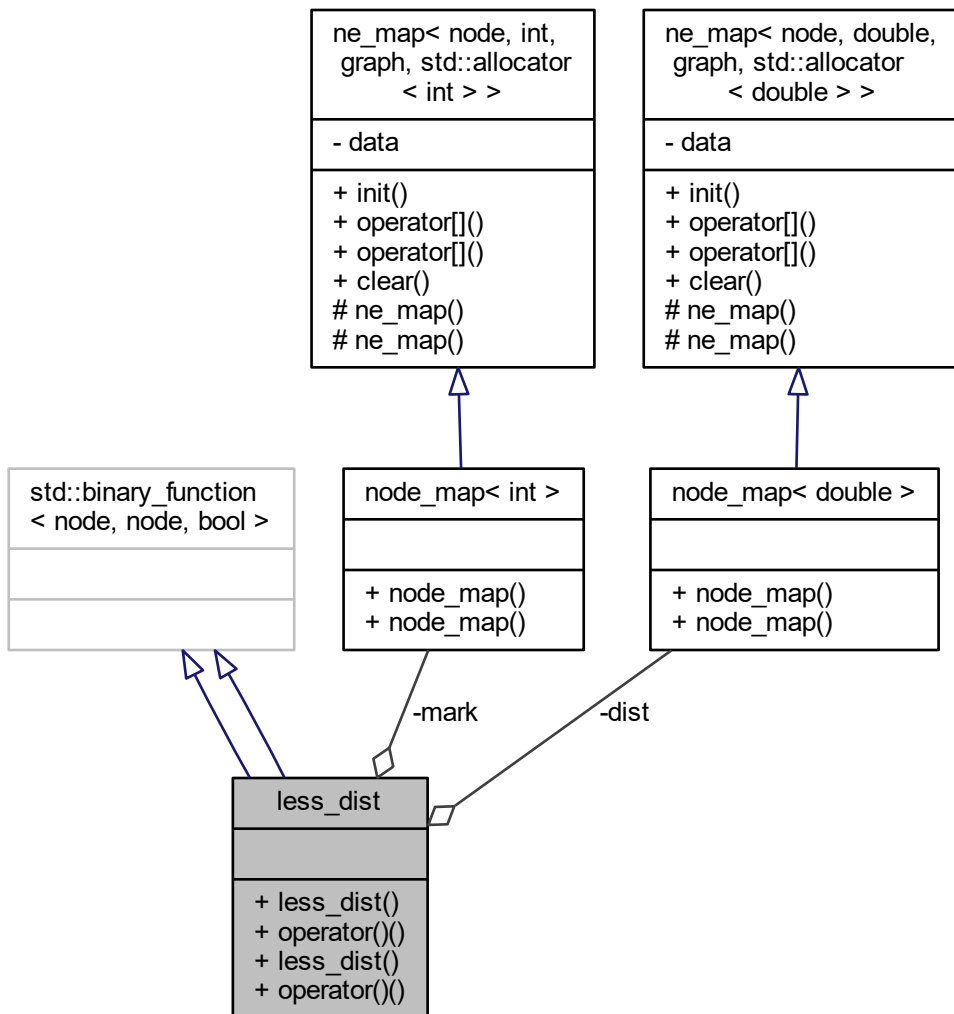 ne_map< node, int,
graph, std::allocator
< int > >
- data
+ init()
+ operator[]()
+ operator[]()
+ clear()
# ne_map()
# ne_map()
ne_map< node, double,
graph, std::allocator
< double > >
- data
+ init()
+ operator[]()
+ operator[]()
+ clear()
# ne_map()
# ne_map()
std::binary_function
< node, node, bool >
node_map< int >
+ node_map()
+ node_map()
node_map< double >
+ node_map()
+ node_map()
-mark
-dist
less_dist
+ less_dist()
+ operator()()
+ less_dist()
+ operator()()